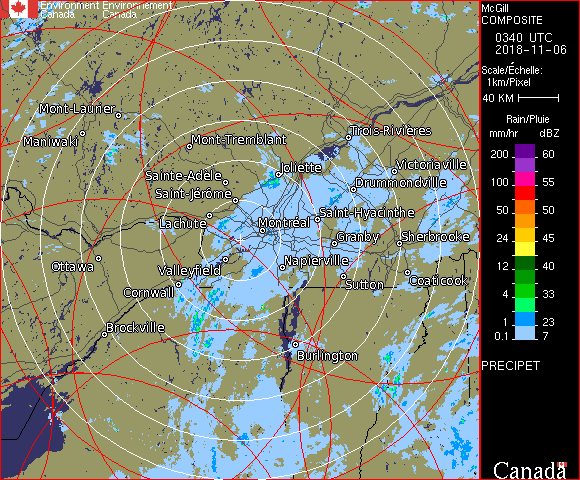 Environment Environnement
Canada Canada
McGill
COMPOSITE
0340 UTC
2018-11-06
Scale/Échelle:
1km/Pixel
40 KM
Rain/Pluie
mm/hr dBZ
200 60
150
100 55
50 50
24 45
12 40
4 33
1 23
0.1 7
PRECIPET
Canada
Mont-Laurier
Maniwaki
Mont-Tremblant
Trois-Rivières
Sainte-Adèle
Joliette
Victoriaville
Saint-Jérôme
Drummondville
Lachute
Montréal
Saint-Hyacinthe
Granby
Sherbrooke
Ottawa
Valleyfield
Napierville
Cornwall
Sutton
Coaticook
Brockville
Burlington